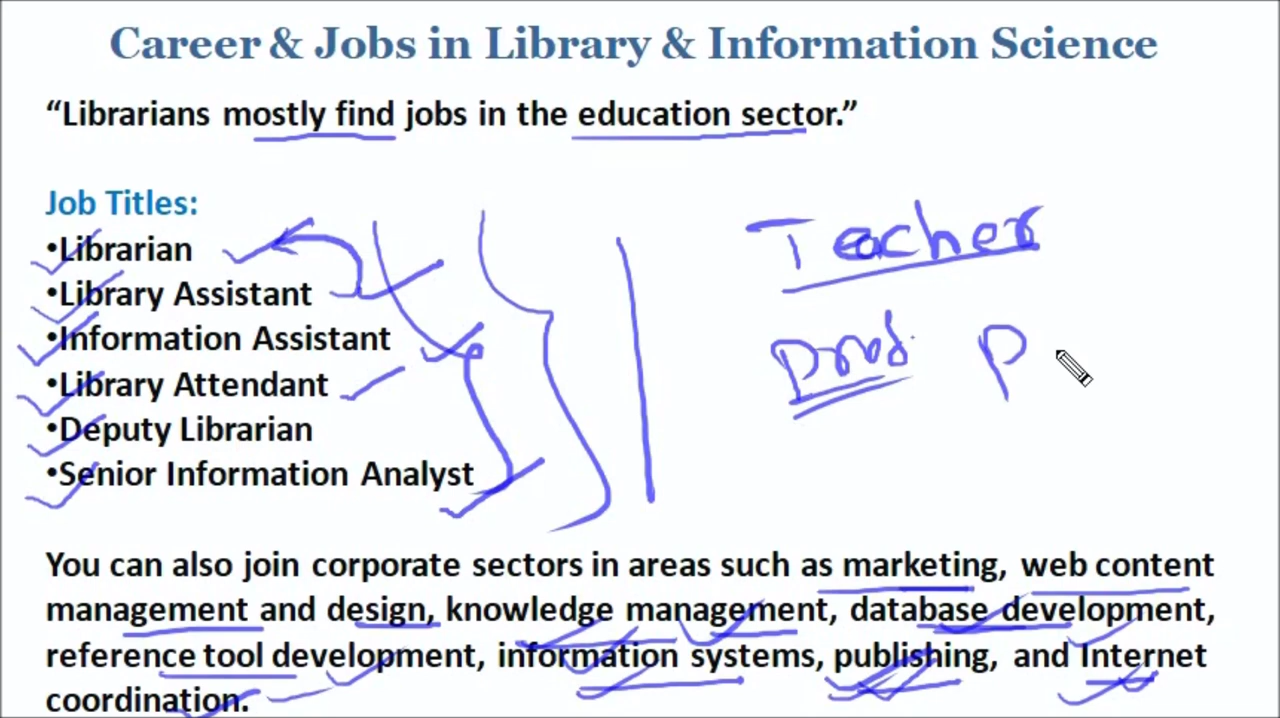 Career & Jobs in Library & Information Science
“Librarians mostly find jobs in the education sector.”
Job Titles:
•Librarian
•Library Assistant
•Information Assistant
•Library Attendant
•Deputy Librarian
•Senior Information Analyst
Teacher
P
You can also join corporate sectors in areas such as marketing, web content
management and design, knowledge management, database development,
reference tool development, information systems, publishing, and Internet
coordination.